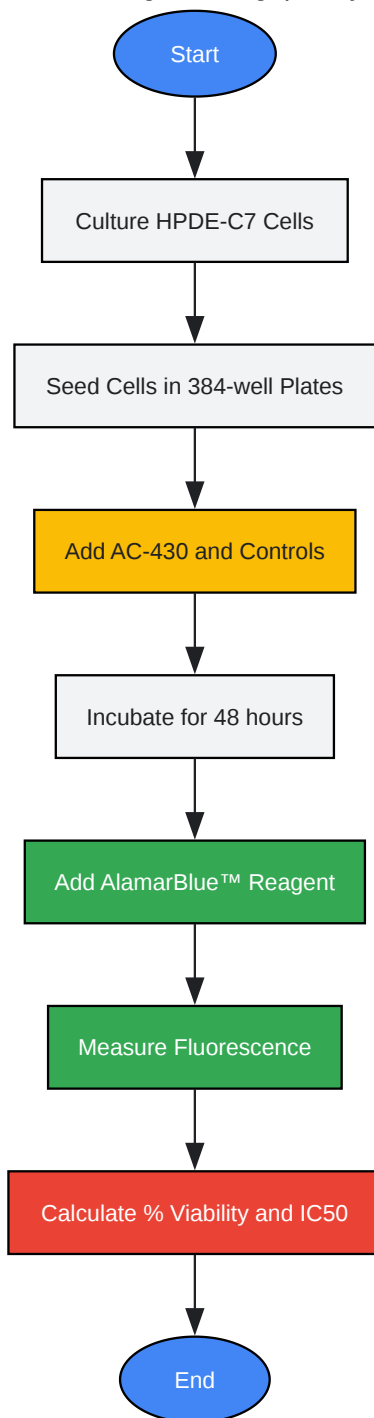 Start
Culture HPDE-C7 Cells
Seed Cells in 384-well Plates
Add AC-430 and Controls
Incubate for 48 hours
Add AlamarBlue™ Reagent
Measure Fluorescence
Calculate % Viability and IC50
End